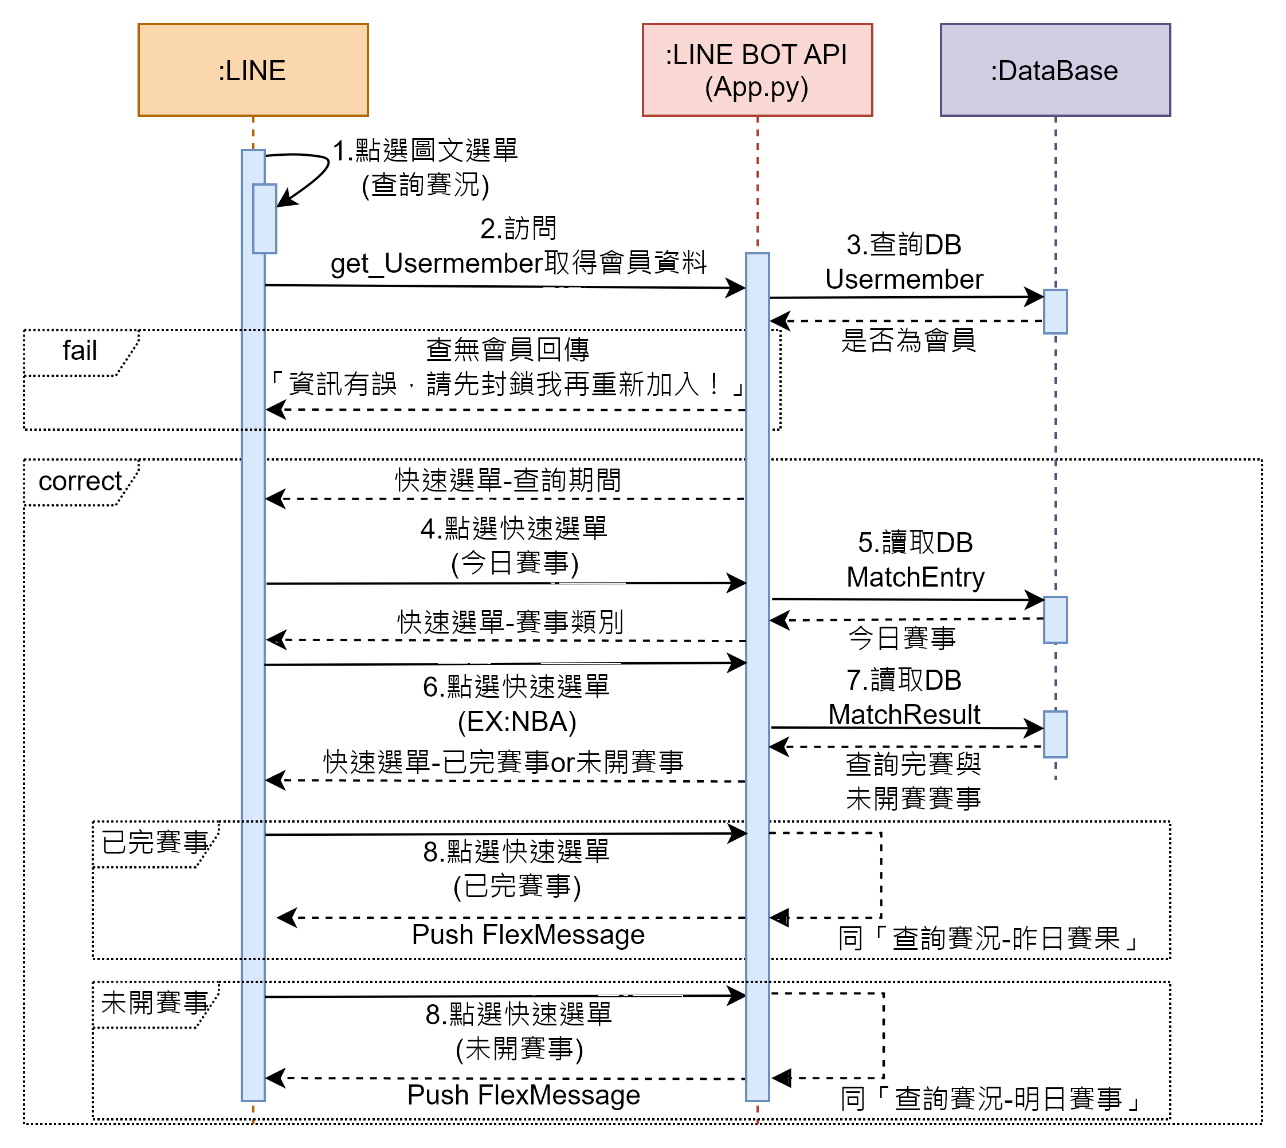 :LINE
:LINE BOT API
(App.py)
:DataBase
1.點選圖文選單
(查詢賽況)
2.訪問
get_Usermember取得會員資料
3.查詢DB
Usermember
是否為會員
fail
查無會員回傳
「資訊有誤，請先封鎖我再重新加入！」
correct
快速選單-查詢期間
4.點選快速選單
(今日賽事)
5.讀取DB
MatchEntry
今日賽事
快速選單-賽事類別
6.點選快速選單
(EX:NBA)
7.讀取DB
MatchResult
查詢完賽與
未開賽賽事
快速選單-已完賽事or未開賽事
已完賽事
8.點選快速選單
(已完賽事)
Push FlexMessage
同「查詢賽況-昨日賽果」
未開賽事
8.點選快速選單
(未開賽事)
Push FlexMessage
同「查詢賽況-明日賽事」